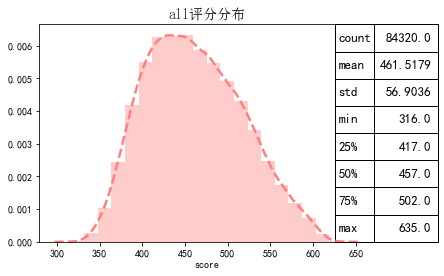 all评分分布
0.006
0.005
0.004
0.003
0.002
0.001
0.000
300 350 400 450 500 550 600 650
score
count 84320.0
mean 461.5179
std 56.9036
min 316.0
25% 417.0
50% 457.0
75% 502.0
max 635.0